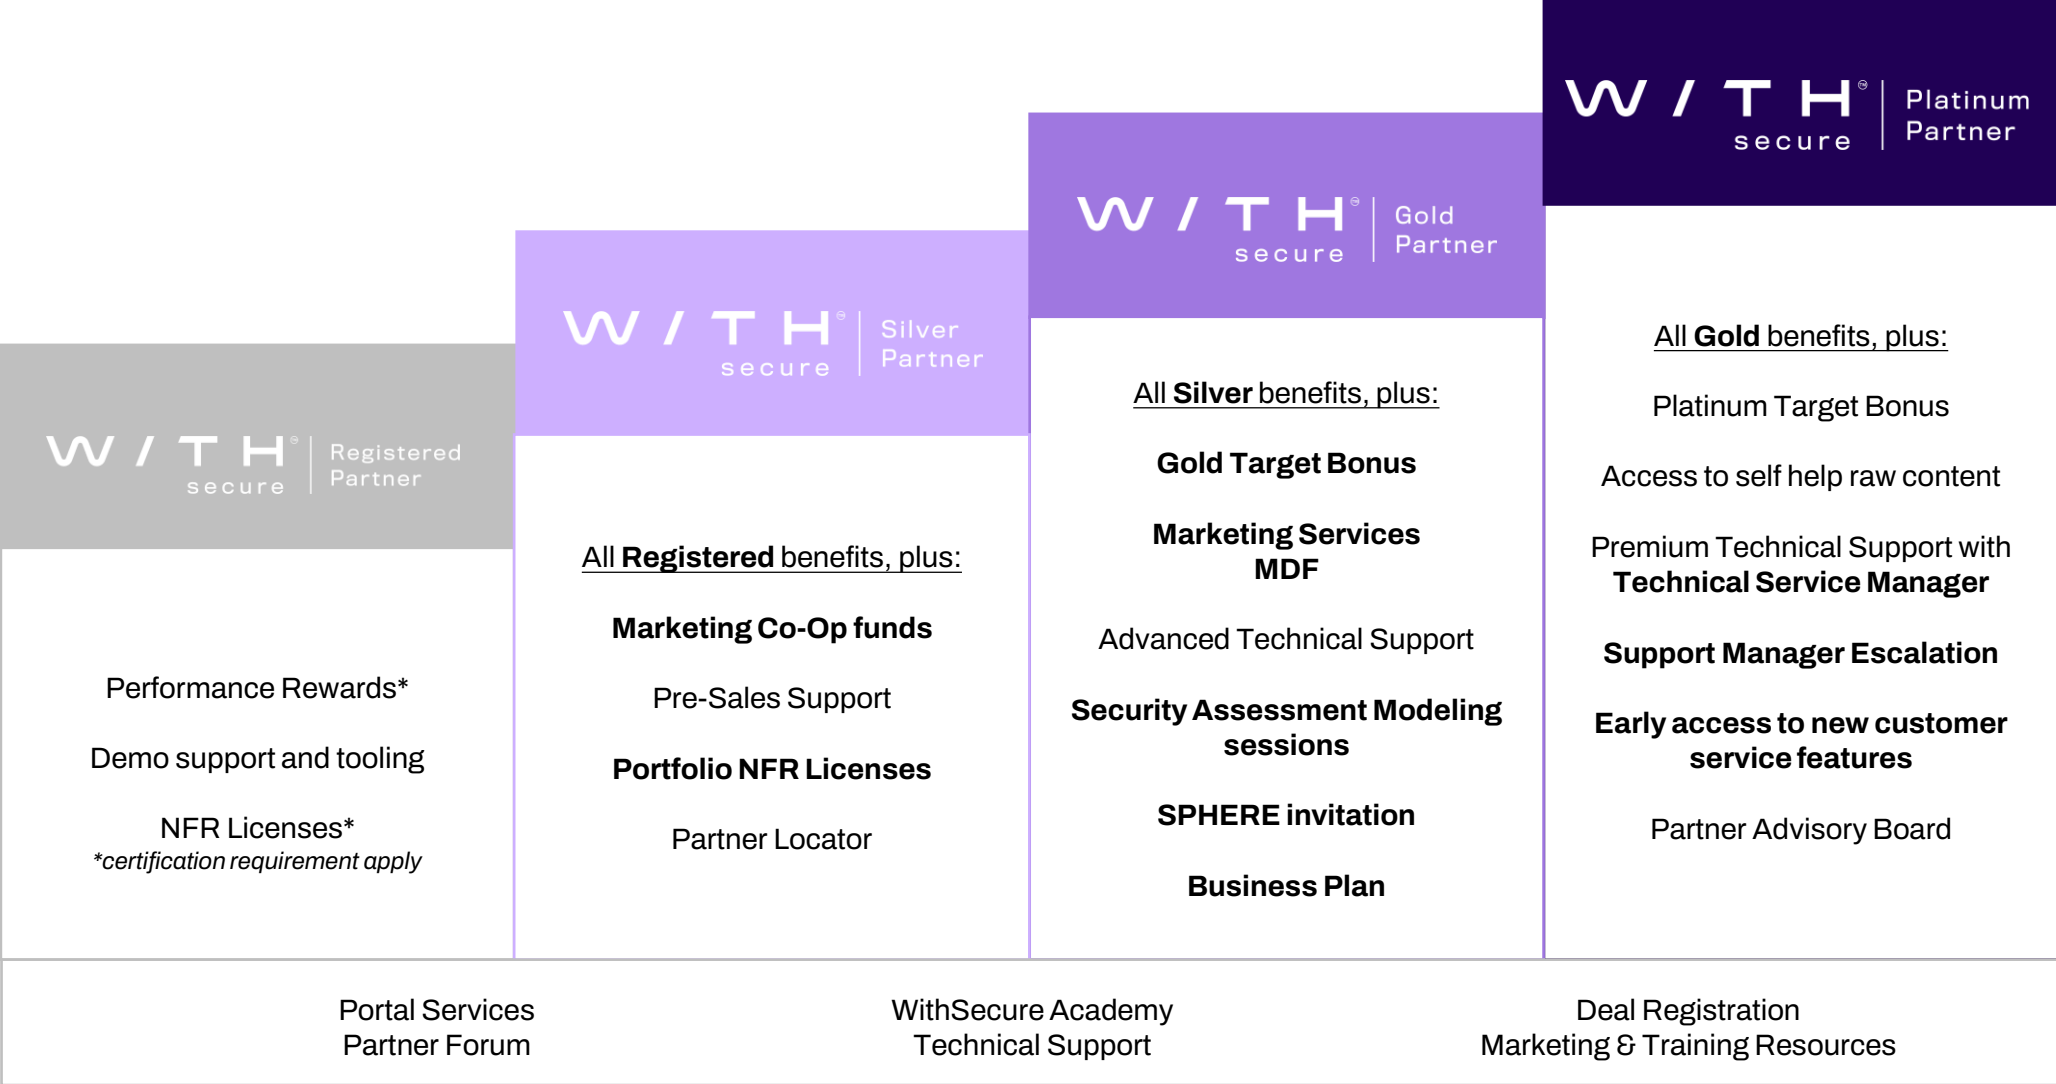 WITH™
secure
Registered
Partner
Performance Rewards*
Demo support and tooling
NFR Licenses*
*certification requirement apply
WITH™
secure
Silver
Partner
All Registered benefits, plus:
Marketing Co-Op funds
Pre-Sales Support
Portfolio NFR Licenses
Partner Locator
WITH™
secure
Gold
Partner
All Silver benefits, plus:
Gold Target Bonus
Marketing Services
MDF
Advanced Technical Support
Security Assessment Modeling
sessions
SPHERE invitation
Business Plan
WITH™
secure
Platinum
Partner
All Gold benefits, plus:
Platinum Target Bonus
Access to self help raw content
Premium Technical Support with
Technical Service Manager
Support Manager Escalation
Early access to new customer
service features
Partner Advisory Board
Portal Services
Partner Forum
WithSecure Academy
Technical Support
Deal Registration
Marketing & Training Resources